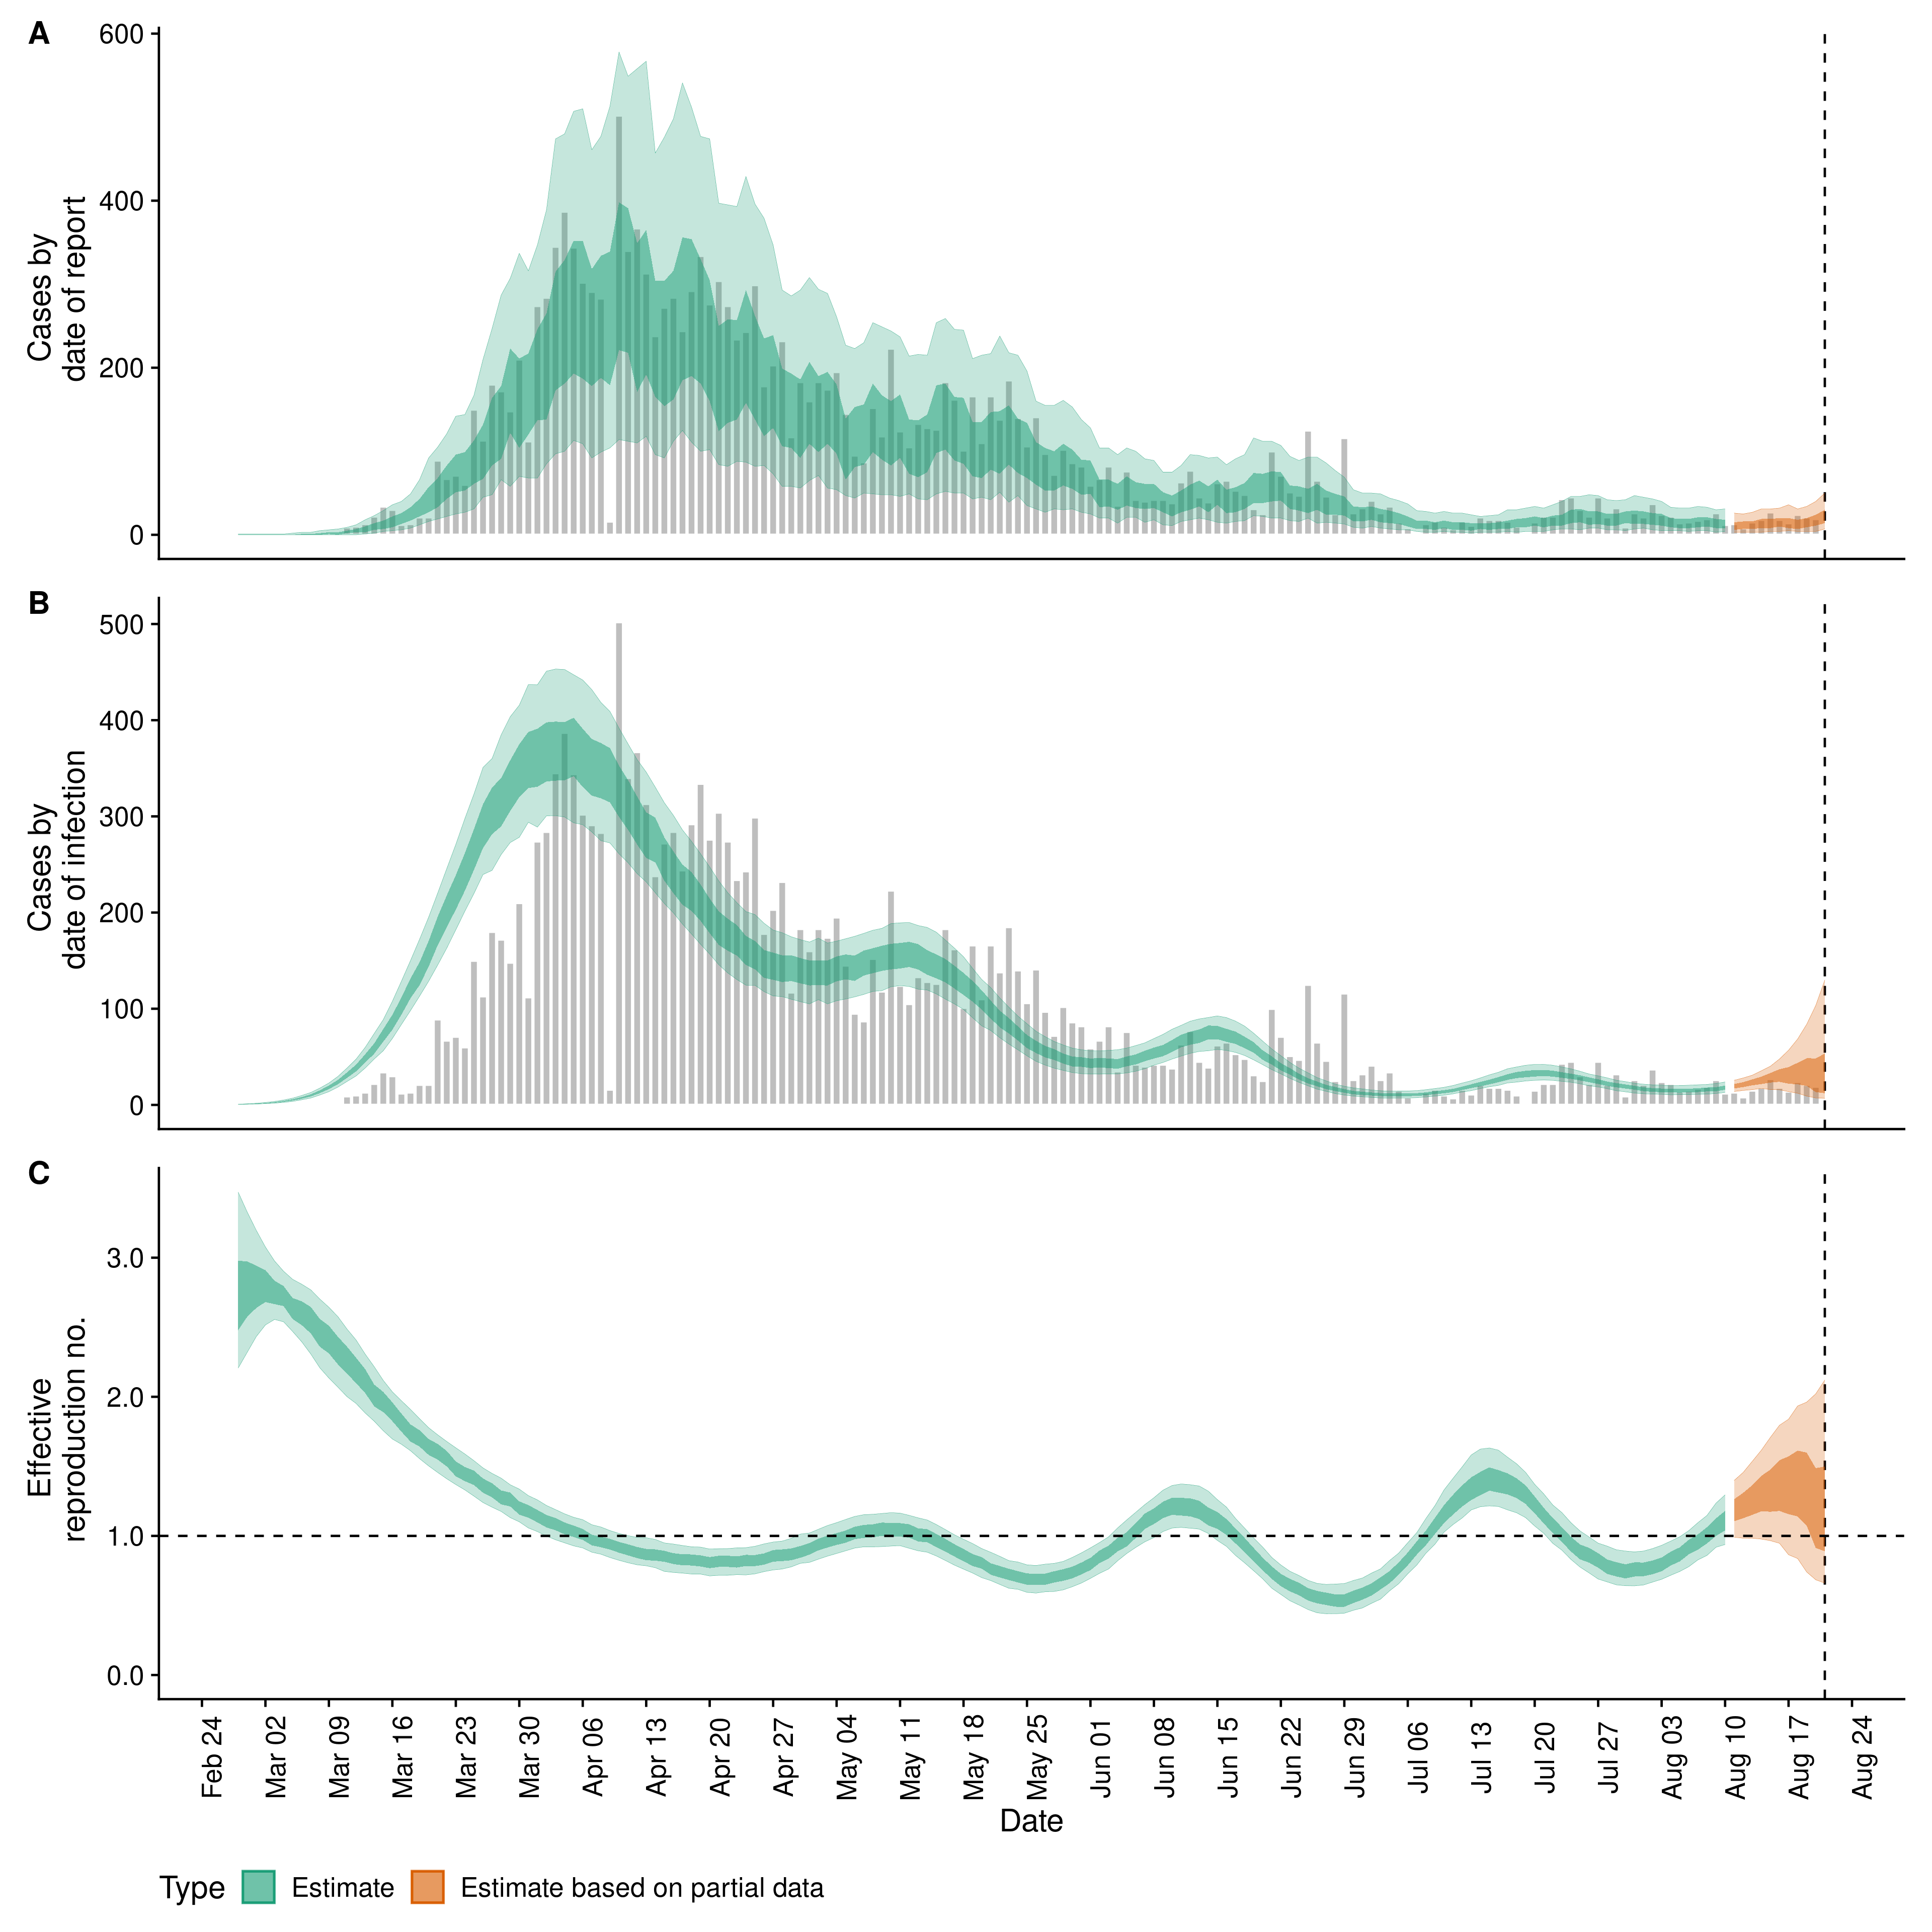 A
Cases by
date of report
600
400
200
0
B
Cases by
date of infection
500
400
300
200
100
0
C
Effective
reproduction no.
3.0
2.0
1.0
0.0
Feb 24
Mar 02
Mar 09
Mar 16
Mar 23
Mar 30
Apr 06
Apr 13
Apr 20
Apr 27
May 04
May 11
May 18
May 25
Jun 01
Jun 08
Jun 15
Jun 22
Jun 29
Jul 06
Jul 13
Jul 20
Jul 27
Aug 03
Aug 10
Aug 17
Aug 24
Date
Type Estimate Estimate based on partial data